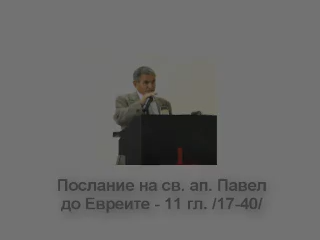 Послание на св. ап. Павел
до Евреите - 11 гл. /17-40/